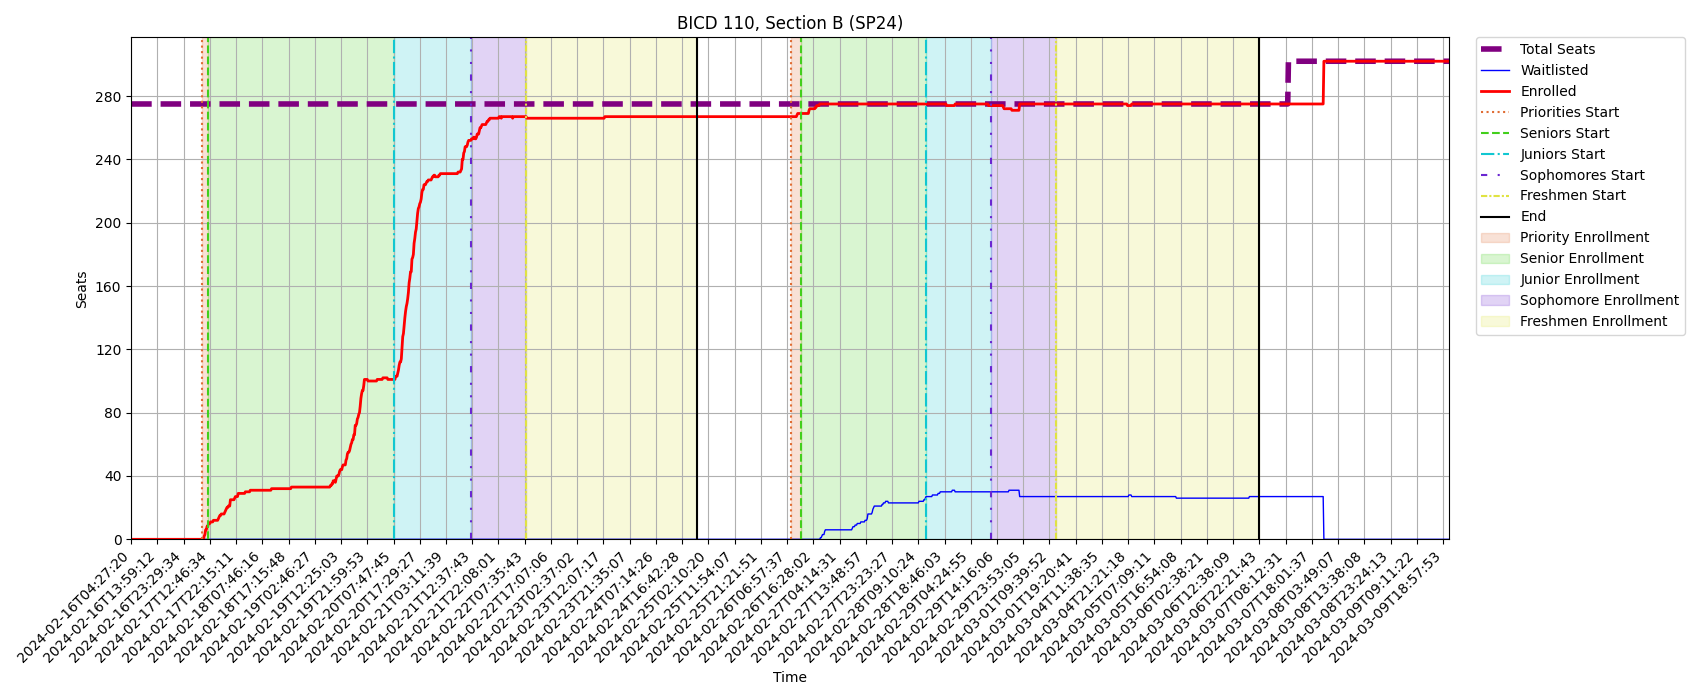 BICD 110, Section B (SP24)
Seats
280
240
200
160
120
80
40
0
2024-02-16T04:27:20
2024-02-16T13:59:12
2024-02-16T23:29:34
2024-02-17T12:46:34
2024-02-17T22:15:11
2024-02-18T07:46:16
2024-02-18T17:15:48
2024-02-19T02:46:27
2024-02-19T12:25:03
2024-02-19T21:59:53
2024-02-20T07:47:45
2024-02-20T17:29:27
2024-02-21T03:11:39
2024-02-21T12:37:43
2024-02-21T22:08:01
2024-02-22T07:35:43
2024-02-22T17:07:06
2024-02-23T02:37:02
2024-02-23T12:07:17
2024-02-23T21:35:07
2024-02-24T07:14:26
2024-02-24T16:42:28
2024-02-25T02:10:20
2024-02-25T11:54:07
2024-02-25T21:21:51
2024-02-26T06:57:37
2024-02-26T16:28:02
2024-02-27T04:14:31
2024-02-27T13:48:57
2024-02-27T23:23:27
2024-02-28T09:10:24
2024-02-28T18:46:03
2024-02-29T04:24:55
2024-02-29T14:16:06
2024-02-29T23:53:05
2024-03-01T09:39:52
2024-03-01T19:20:41
2024-03-04T11:38:35
2024-03-04T21:21:18
2024-03-05T07:09:11
2024-03-05T16:54:08
2024-03-06T02:38:21
2024-03-06T12:38:09
2024-03-06T22:21:43
2024-03-07T08:12:31
2024-03-07T18:01:37
2024-03-08T03:49:07
2024-03-08T13:38:08
2024-03-08T23:24:13
2024-03-09T09:11:22
2024-03-09T18:57:53
Time
Total Seats
Waitlisted
Enrolled
Priorities Start
Seniors Start
Juniors Start
Sophomores Start
Freshmen Start
End
Priority Enrollment
Senior Enrollment
Junior Enrollment
Sophomore Enrollment
Freshmen Enrollment